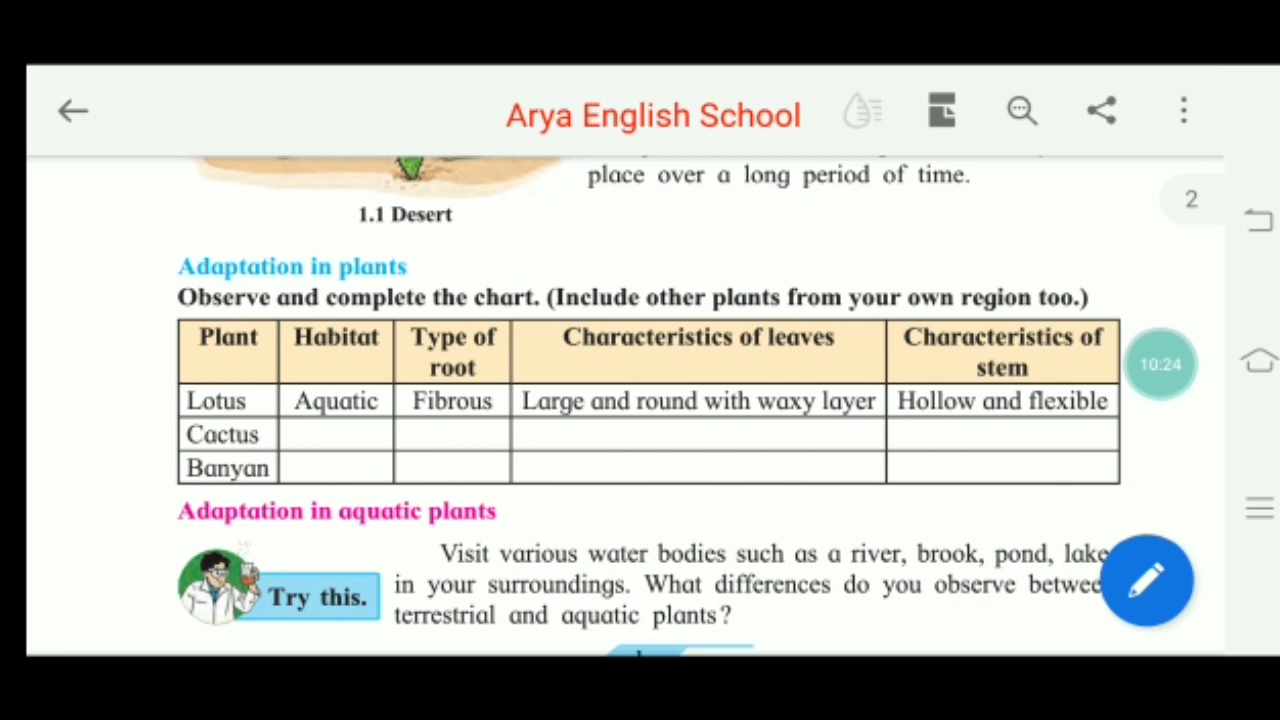 Arya English School
place over a long period of time.
2
1.1 Desert
Adaptation in plants
Observe and complete the chart. (Include other plants from your own region too.)
Plant Habitat Type of root Characteristics of leaves Characteristics of stem
10:24
Lotus Aquatic Fibrous Large and round with waxy layer Hollow and flexible
Cactus
Banyan
Adaptation in aquatic plants
Visit various water bodies such as a river, brook, pond, lake
Try this. in your surroundings. What differences do you observe betwee
terrestrial and aquatic plants?